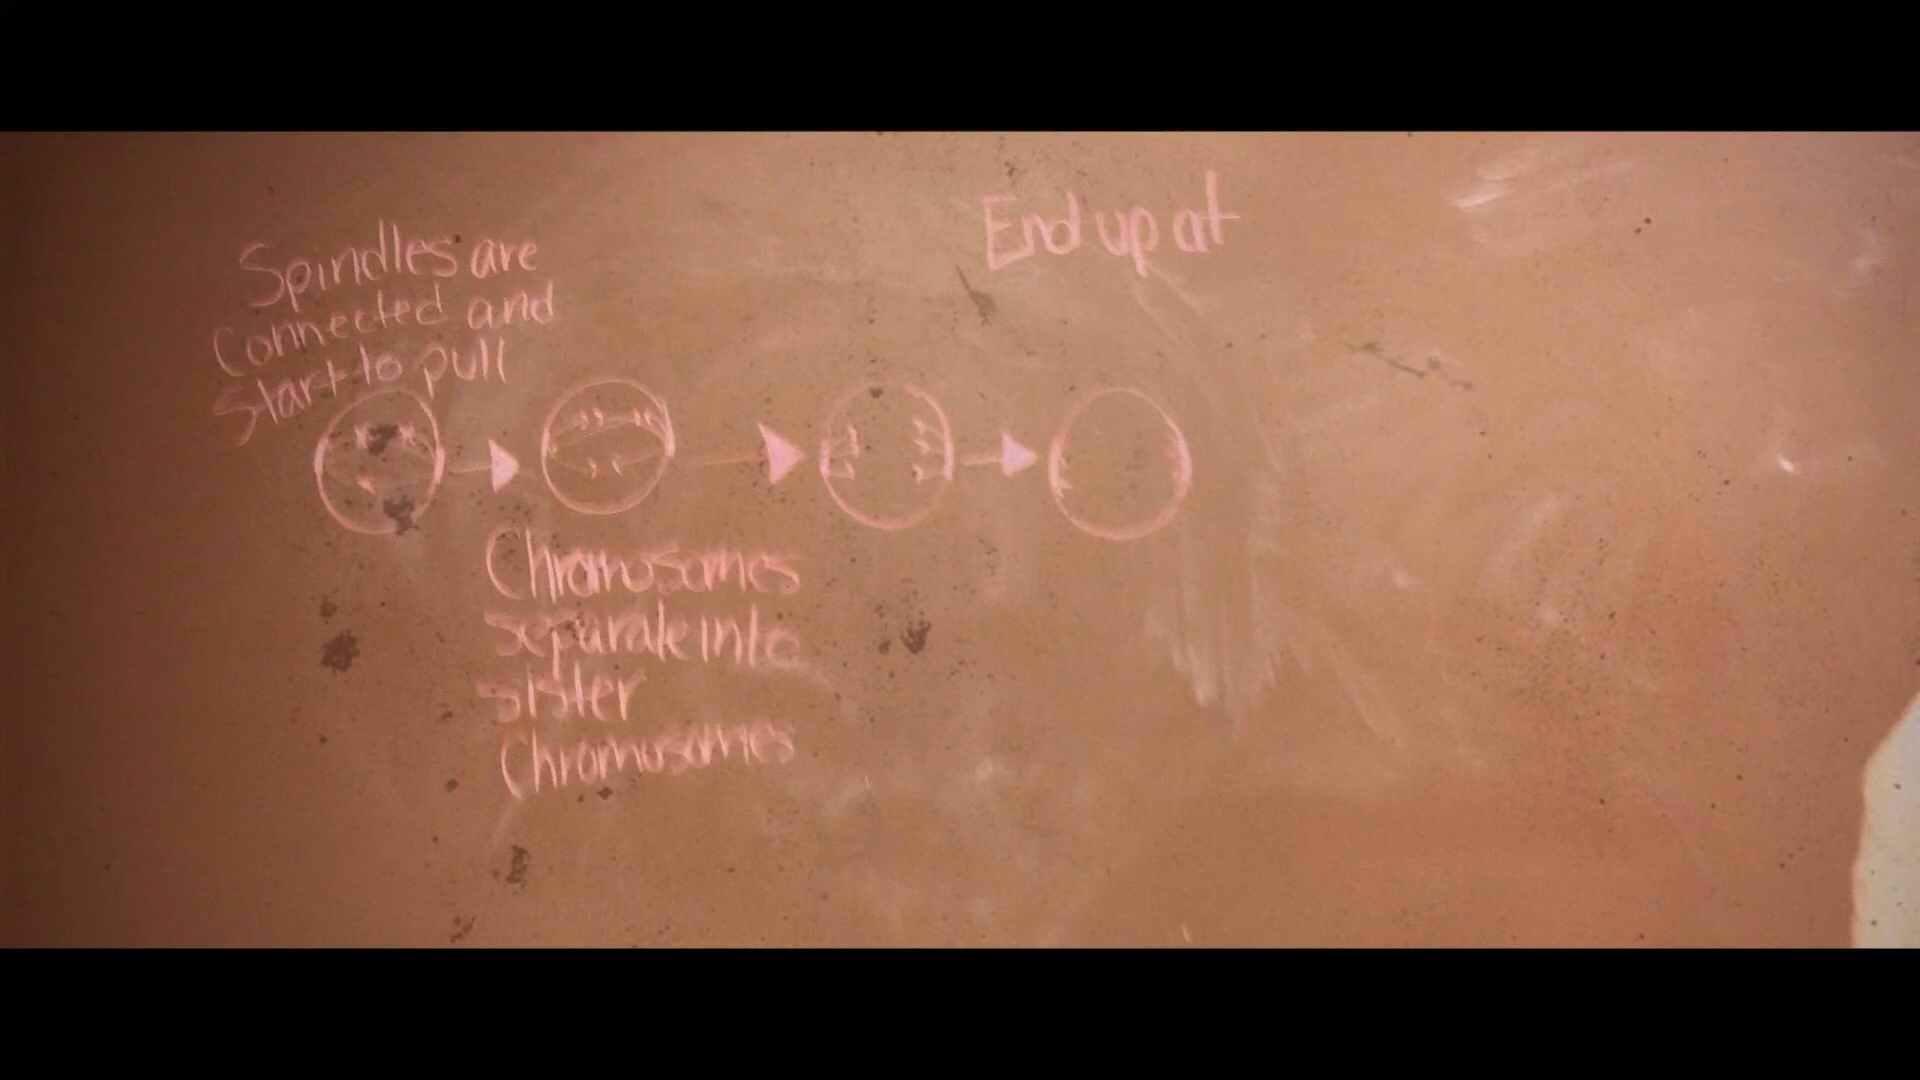 Spindles are
connected and
start to pull
End up at
Chromosomes
separate into
sister
chromosomes